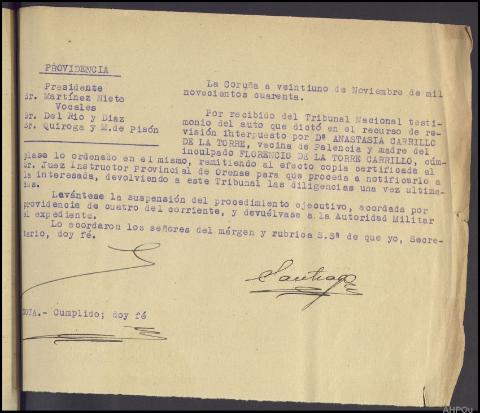 PROVIDENCIA
Presidente
Sr. Martínez Nieto
Vocales
Sr. Del Rio y Diaz
Sr. Quiroga y M.de Pisón
La Coruña a veintiuno de Noviembre de mil
novecientos cuarenta.
Por recibido del Tribunal Nacional testi-
monio del auto que dictó en el recurso de re-
visión interpuesto por Dª ANASTASIA CARRILLO
DE LA TORRE, vecina de Palencia y madre del
inculpado FLORENCIO DE LA TORRE CARRILLO, cúm-
plase lo ordenado en el mismo, remitiendo al efecto copia certificada al
Sr. Juez Instructor Provincial de Orense para que proceda a notificarlo a
la interesada, devolviendo a este Tribunal las diligencias una vez ultima-
das.
Levántese la suspensión del procedimiento ejecutivo, acordada por
providencia de cuatro del corriente, y devuélvase a la Autoridad Militar
el expediente.
Lo acordaron los señores del márgen y rubrica S.Sª de que yo, Secre-
tario, doy fé.
Santiago
NOTA.- Cumplido; doy fé
AHPOu